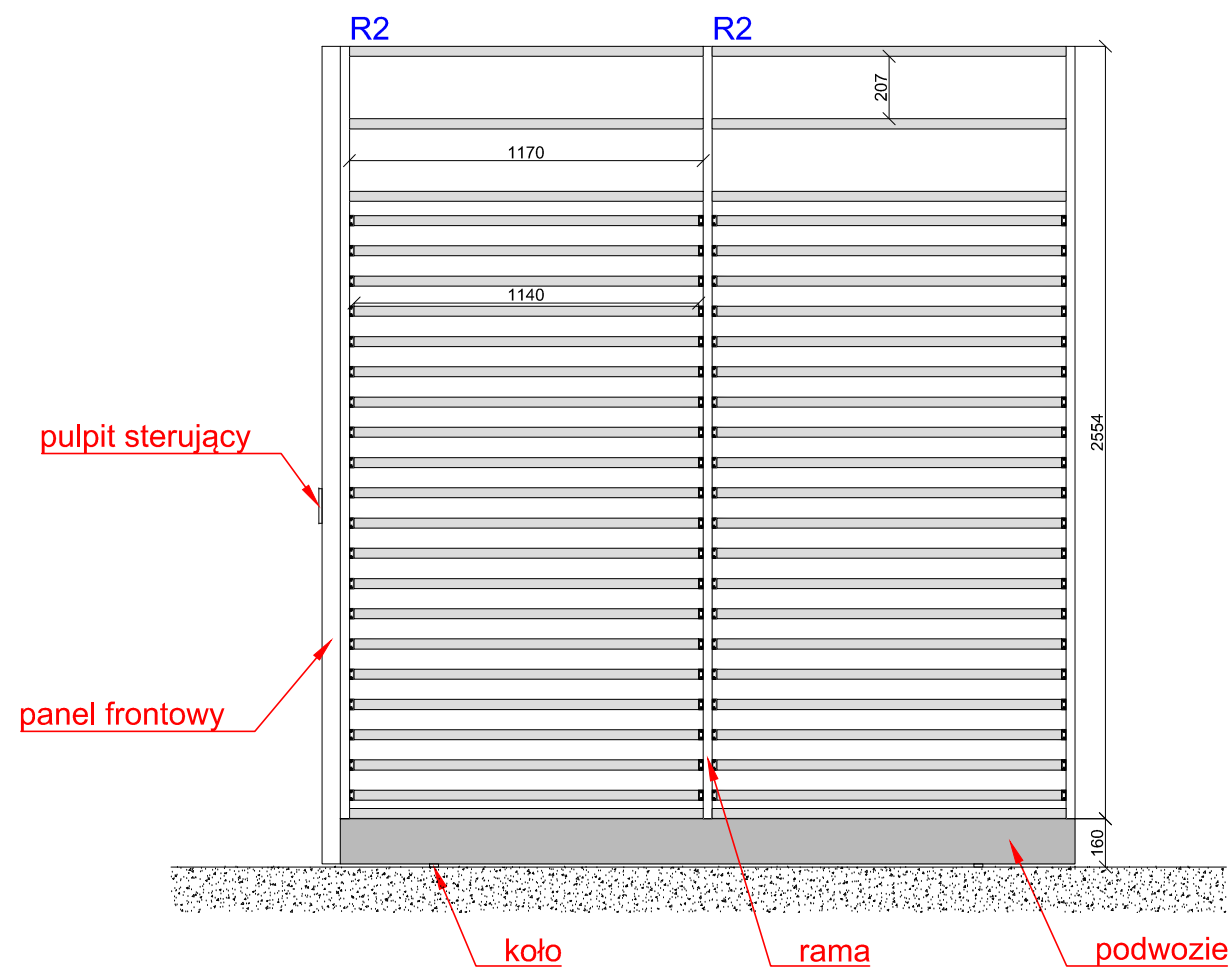 R2
R2
207
1170
1140
2554
pulpit sterujący
panel frontowy
160
koło
rama
podwozie